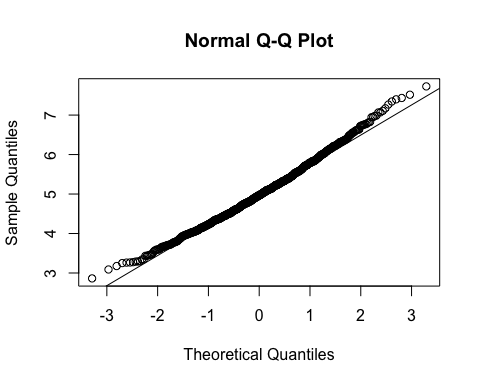 Normal Q-Q Plot
7
6
5
4
3
Sample Quantiles
-3 -2 -1 0 1 2 3
Theoretical Quantiles